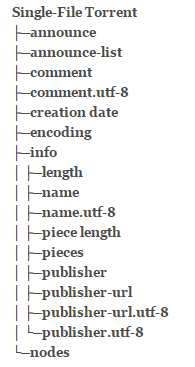 Single-File Torrent
├─announce
├─announce-list
├─comment
├─comment.utf-8
├─creation date
├─encoding
├─info
│ ├─length
│ ├─name
│ ├─name.utf-8
│ ├─piece length
│ ├─pieces
│ ├─publisher
│ ├─publisher-url
│ ├─publisher-url.utf-8
│ └─publisher.utf-8
└─nodes